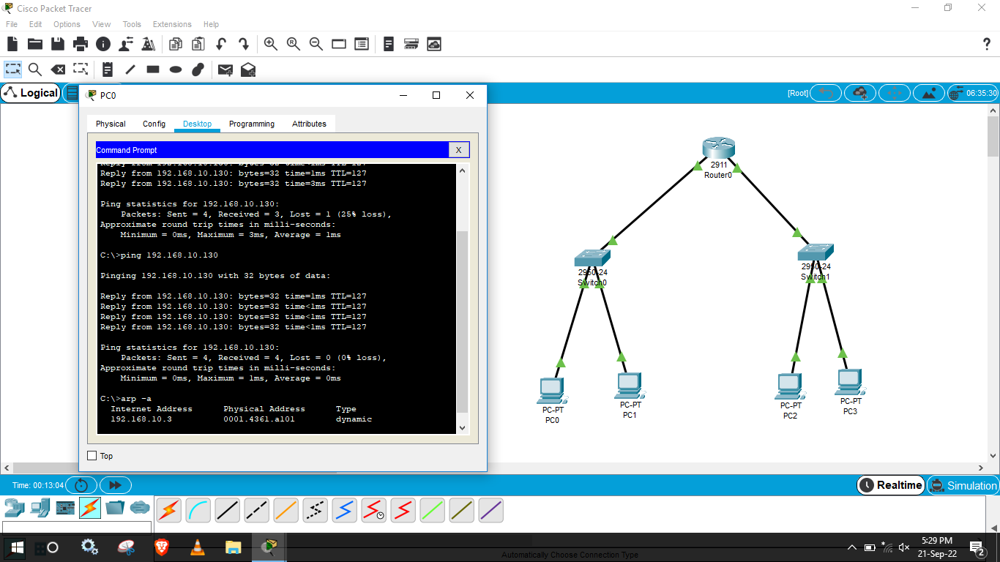 Cisco Packet Tracer
File Edit Options View Tools Extensions Help
Logical
[Root]
06:35:30
PC0
Physical Config Desktop Programming Attributes
Command Prompt
X
Reply from 192.168.10.130: bytes=32 time=1ms TTL=127
Reply from 192.168.10.130: bytes=32 time=3ms TTL=127
Ping statistics for 192.168.10.130:
Packets: Sent = 4, Received = 3, Lost = 1 (25% loss),
Approximate round trip times in milli-seconds:
Minimum = 0ms, Maximum = 3ms, Average = 1ms
C:\>ping 192.168.10.130
Pinging 192.168.10.130 with 32 bytes of data:
Reply from 192.168.10.130: bytes=32 time=1ms TTL=127
Reply from 192.168.10.130: bytes=32 time<1ms TTL=127
Reply from 192.168.10.130: bytes=32 time<1ms TTL=127
Reply from 192.168.10.130: bytes=32 time<1ms TTL=127
Ping statistics for 192.168.10.130:
Packets: Sent = 4, Received = 4, Lost = 0 (0% loss),
Approximate round trip times in milli-seconds:
Minimum = 0ms, Maximum = 1ms, Average = 0ms
C:\>arp -a
Internet Address Physical Address Type
192.168.10.3 0001.4361.a101 dynamic
Top
2911
Router0
Switch0
Switch1
PC-PT
PC0
PC-PT
PC1
PC-PT
PC2
PC-PT
PC3
Time: 00:13:04
Realtime
Simulation
Automatically Choose Connection Type
5:29 PM
21-Sep-22
2